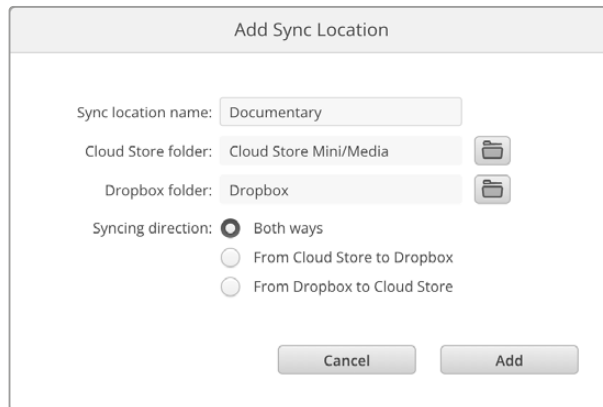 Add Sync Location
Sync location name: Documentary
Cloud Store folder: Cloud Store Mini/Media
Dropbox folder: Dropbox
Syncing direction: Both ways
From Cloud Store to Dropbox
From Dropbox to Cloud Store
Cancel Add